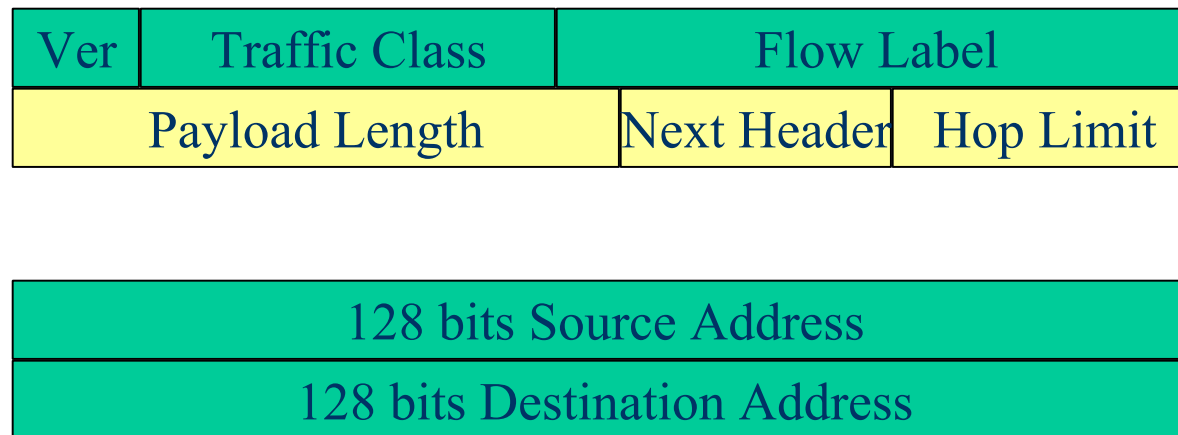 Ver Traffic Class Flow Label
Payload Length Next Header Hop Limit
128 bits Source Address
128 bits Destination Address